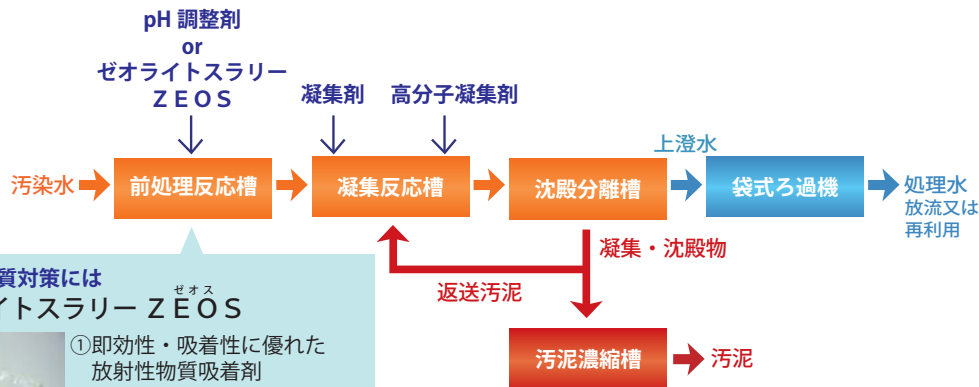 pH 調整剤
or
ゼオライトスラリー
ＺＥＯＳ
凝集剤
高分子凝集剤
汚染水
前処理反応槽
凝集反応槽
沈殿分離槽
上澄水
袋式ろ過機
処理水
放流又は
再利用
凝集・沈殿物
返送汚泥
汚泥濃縮槽
汚泥
質対策には
ゼオス
イトスラリー ＺＥＯＳ
①即効性・吸着性に優れた
放射性物質吸着剤